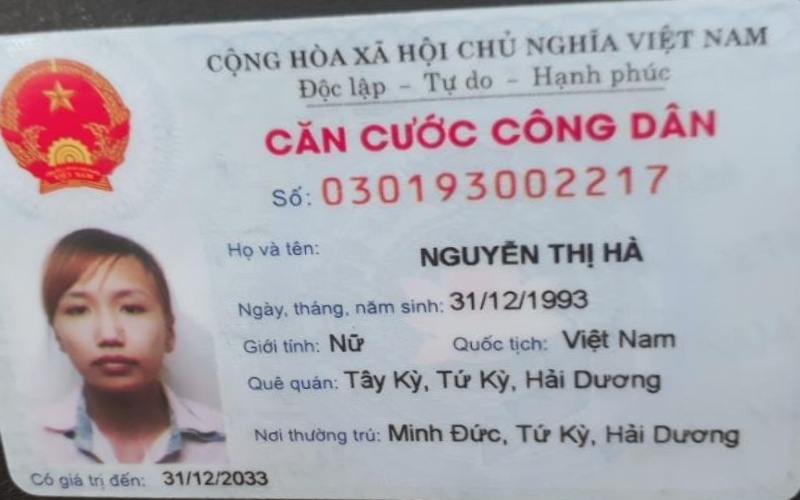 CỘNG HÒA XÃ HỘI CHỦ NGHĨA VIỆT NAM
Độc lập - Tự do - Hạnh phúc
CĂN CƯỚC CÔNG DÂN
Số: 030193002217
Họ và tên: NGUYỄN THỊ HÀ
Ngày, tháng, năm sinh: 31/12/1993
Giới tính: Nữ Quốc tịch: Việt Nam
Quê quán: Tây Kỳ, Tứ Kỳ, Hải Dương
Nơi thường trú: Minh Đức, Tứ Kỳ, Hải Dương
Có giá trị đến: 31/12/2033
VIỆT NAM